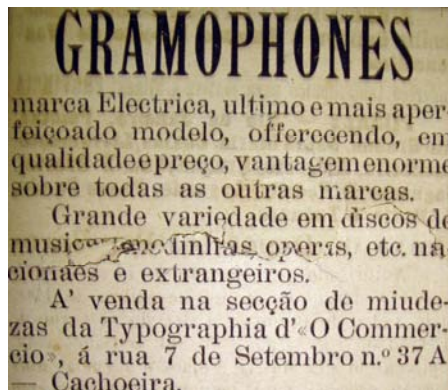 GRAMOPHONES
marca Electrica, ultimo e mais aper-
feiçoado modelo, offerecendo, em
qualidade e preço, vantagem enorme
sobre todas as outras marcas.
Grande variedade em discos de
musica modinhas, operas, etc. na
cionaes e extrangeiros.
A' venda na secção de miude-
zas da Typographia d'«O Commer-
cio», á rua 7 de Setembro n.º 37 A
— Cachoeira.